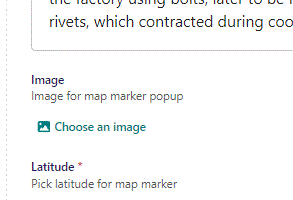 the factory using bolts, later to be
rivets, which contracted during coo
Image
Image for map marker popup
Choose an image
Latitude *
Pick latitude for map marker